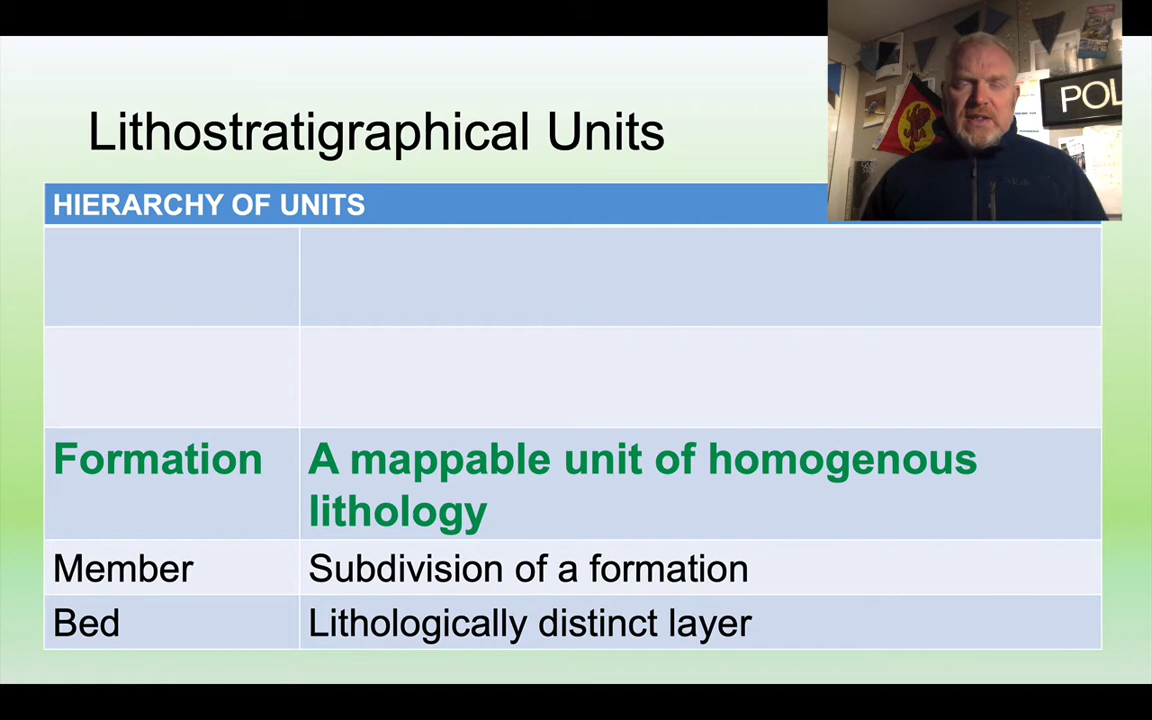 Lithostratigraphical Units
POL
HIERARCHY OF UNITS
Formation
A mappable unit of homogenous
lithology
Member
Subdivision of a formation
Bed
Lithologically distinct layer